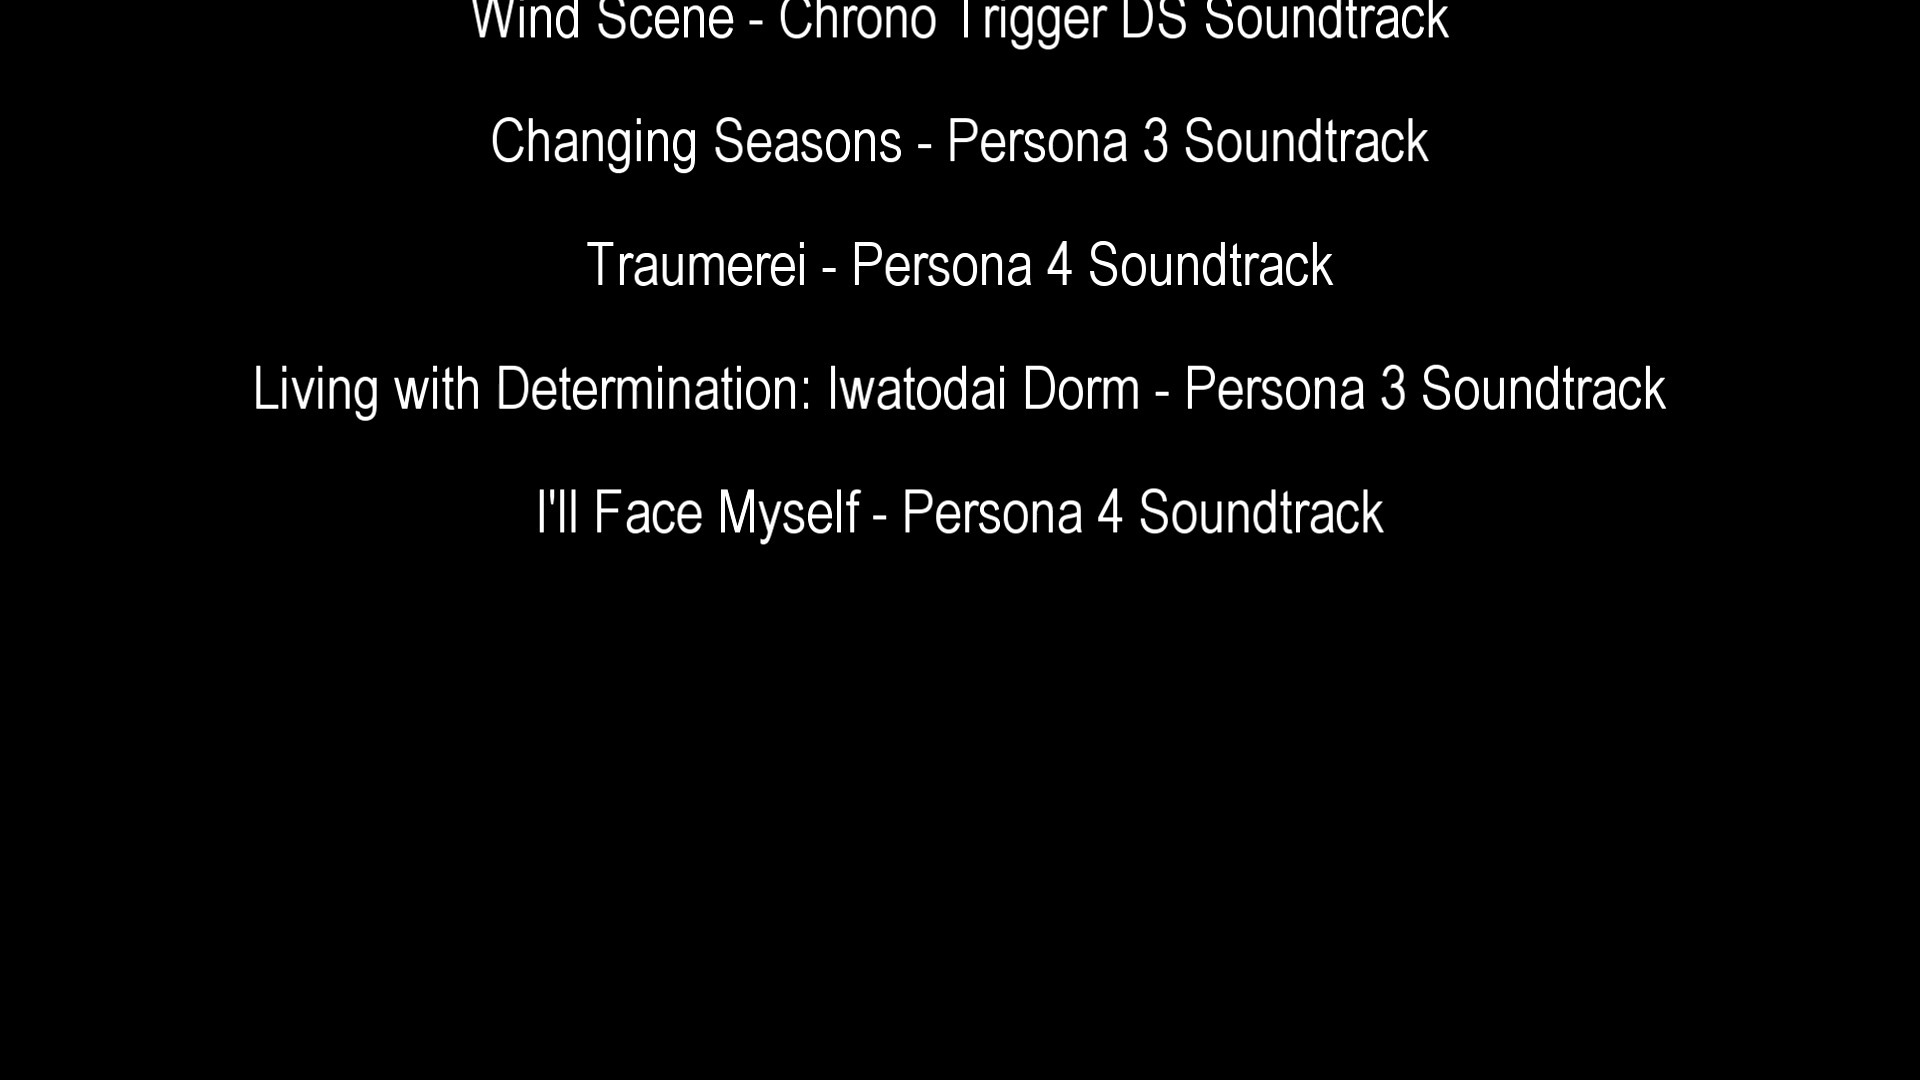 Wind Scene - Chrono Trigger DS Soundtrack
Changing Seasons - Persona 3 Soundtrack
Traumerei - Persona 4 Soundtrack
Living with Determination: Iwatodai Dorm - Persona 3 Soundtrack
I'll Face Myself - Persona 4 Soundtrack